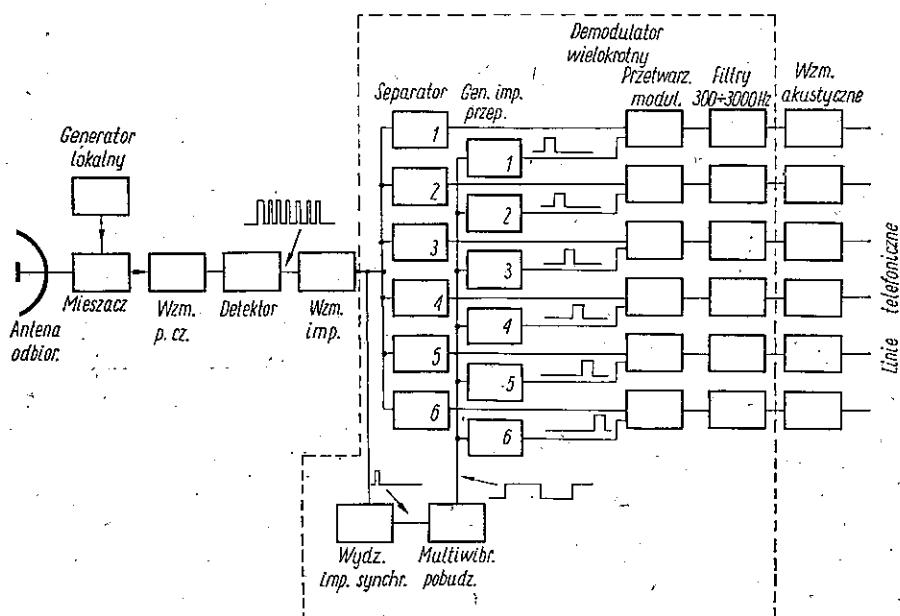 Demodulator
wielokrotny
Separator
Gen. imp.
przep.
Przetwarz.
modul.
Filtry
300÷3000Hz
Wzm.
akustyczne
Generator
lokalny
1
2
3
4
5
6
1
2
3
4
5
6
Antena
odbior.
Mieszacz
Wzm.
p. cz.
Detektor
Wzm.
imp.
Wydz.
imp. synchr.
Multiwibr.
pobudz.
Linie telefoniczne